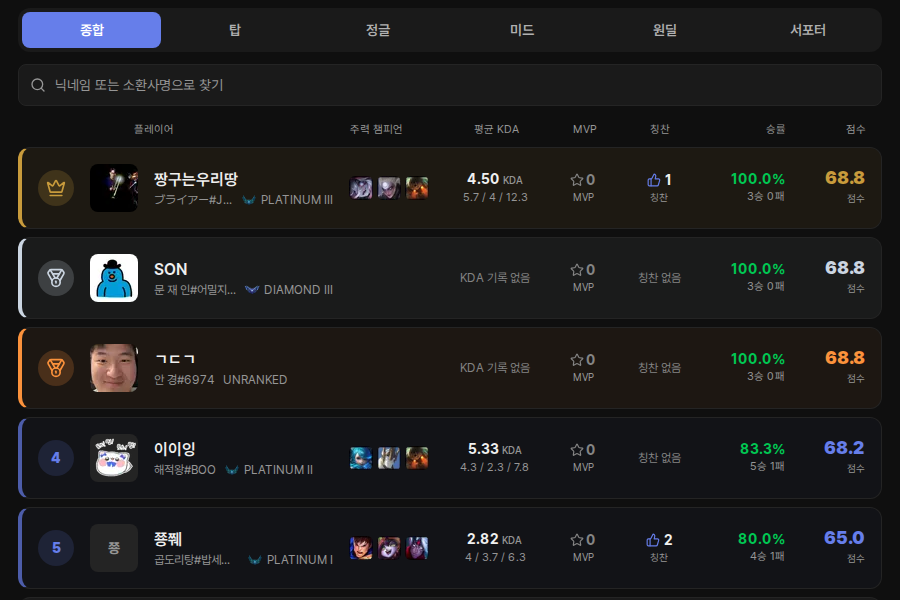 종합 탑 정글 미드 원딜 서포터
닉네임 또는 소환사명으로 찾기
플레이어 주력 챔피언 평균 KDA MVP 칭찬 승률 점수
짱구는우리땅 4.50 KDA 0 1 100.0% 68.8
ブライアー#J... PLATINUM III 5.7 / 4 / 12.3 MVP 칭찬 3승 0패 점수
SON KDA 기록 없음 0 칭찬 없음 100.0% 68.8
문 재 인#어밀지... DIAMOND III MVP 3승 0패 점수
ㄱㄷㄱ KDA 기록 없음 0 칭찬 없음 100.0% 68.8
안 경#6974 UNRANKED MVP 3승 0패 점수
4 이이잉 5.33 KDA 0 칭찬 없음 83.3% 68.2
해적왕#BOO PLATINUM II 4.3 / 2.3 / 7.8 MVP 5승 1패 점수
5 쫑 쫑꿰 2.82 KDA 0 2 80.0% 65.0
곱도리탕#밥세... PLATINUM I 4 / 3.7 / 6.3 MVP 칭찬 4승 1패 점수